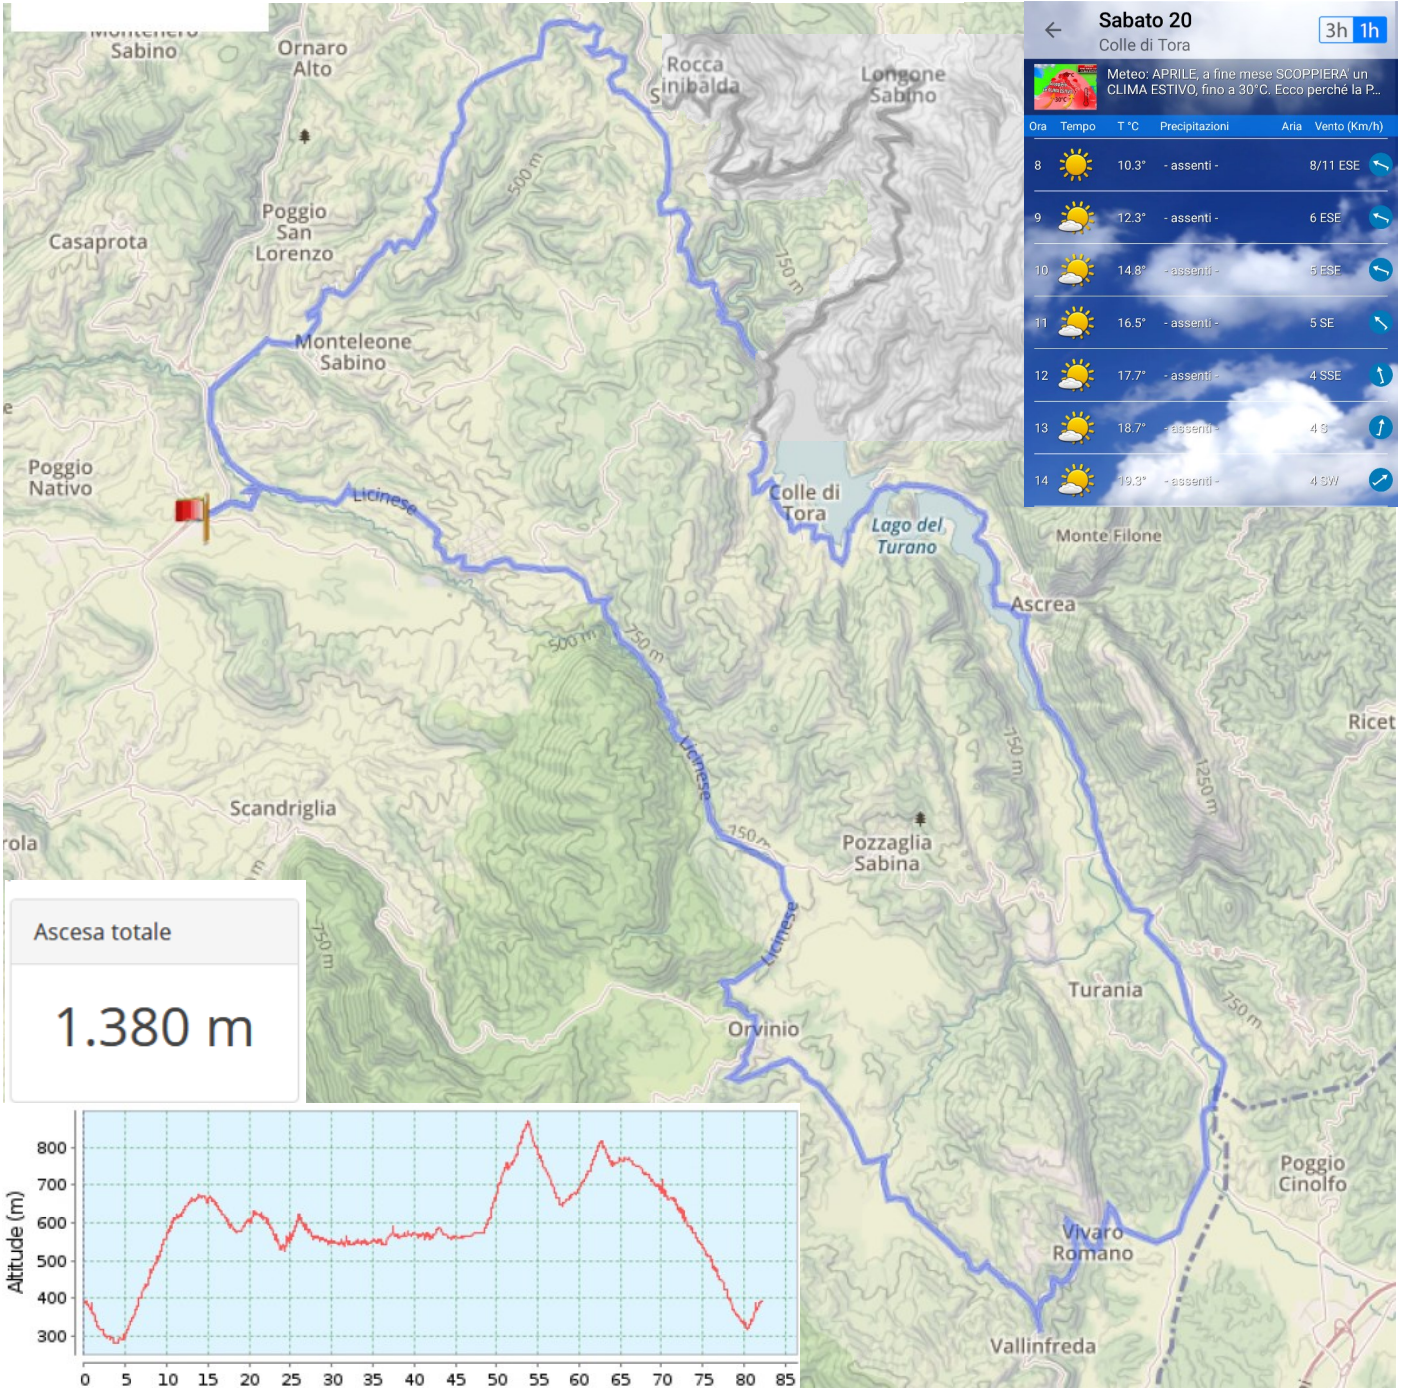 Montenero
Sabino
Ornaro
Alto
Rocca
inibalda
S
Longone
Sabino
Poggio
San
Lorenzo
Casaprota
500 m
750 m
Monteleone
Sabino
e
Poggio
Nativo
Licinese
Colle di
Tora
Lago del
Turano
Monte Filone
Ascrea
500 m
750 m
Ricet
Licinese
750 m
1250 m
Scandriglia
rola
m
750 m
Pozzaglia
Sabina
750 m
Licinese
Turania
750 m
Orvinio
Poggio
Cinolfo
Vivaro
Romano
Vallinfreda
Sabato 20
Colle di Tora
3h 1h
Meteo: APRILE, a fine mese SCOPPIERA' un
CLIMA ESTIVO, fino a 30°C. Ecco perché la P...
Ora Tempo T °C Precipitazioni Aria Vento (Km/h)
8 10.3° - assenti - 8/11 ESE
9 12.3° - assenti - 6 ESE
10 14.8° - assenti - 5 ESE
11 16.5° - assenti - 5 SE
12 17.7° - assenti - 4 SSE
13 18.7° - assenti - 4 S
14 19.3° - assenti - 4 SW
Ascesa totale
1.380 m
Altitude (m)
800
700
600
500
400
300
0 5 10 15 20 25 30 35 40 45 50 55 60 65 70 75 80 85